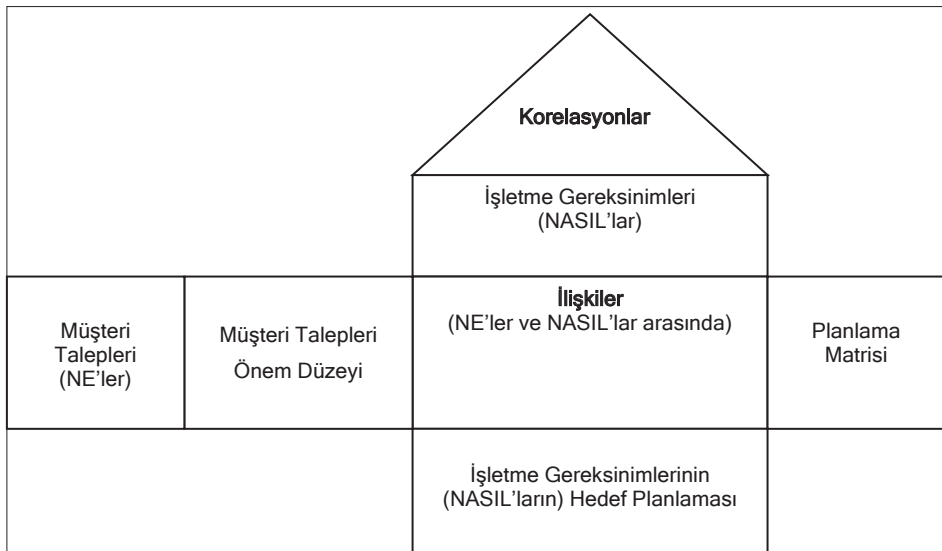 Korelasyonlar
İşletme Gereksinimleri
(NASIL'lar)
Müşteri
Talepleri
(NE'ler)
Müşteri Talepleri
Önem Düzeyi
İlişkiler
(NE'ler ve NASIL'lar arasında)
Planlama
Matrisi
İşletme Gereksinimlerinin
(NASIL'ların) Hedef Planlaması